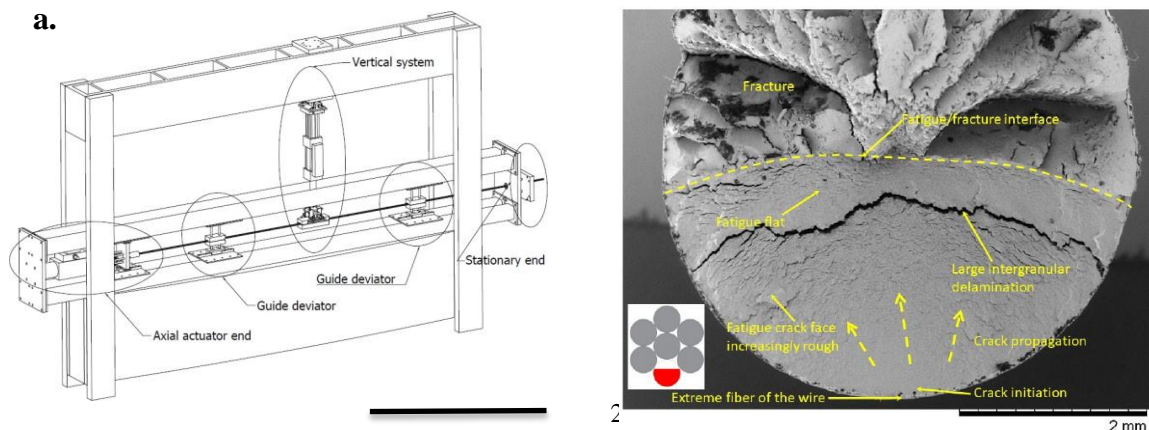 a.
Vertical system
Stationary end
Guide deviator
Guide deviator
Axial actuator end
Fracture
Fatigue/fracture interface
Fatigue flat
Large intergranular
delamination
Fatigue crack face
increasingly rough
Crack propagation
Crack initiation
Extreme fiber of the wire
2 mm